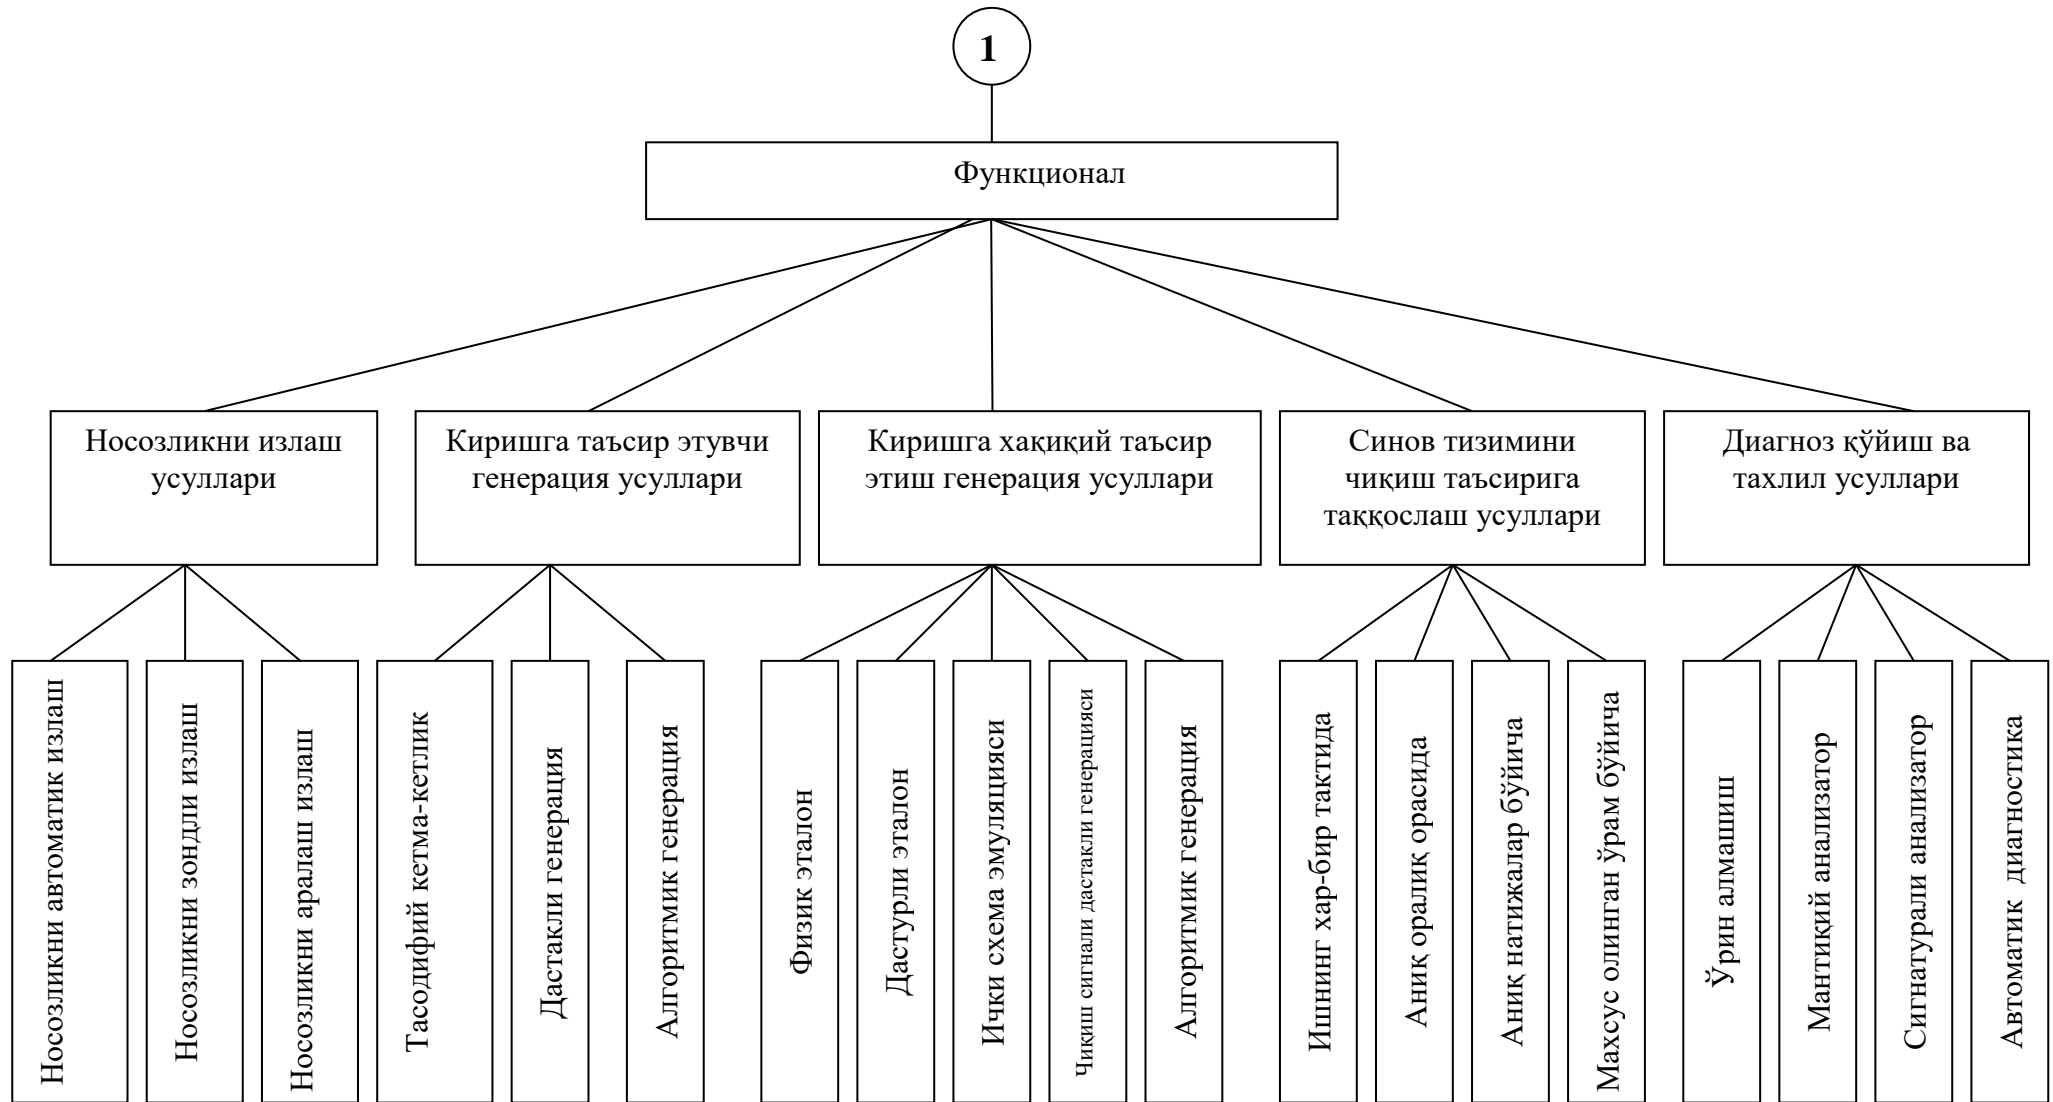 1
Функционал
Носозликни излаш
усуллари
Киришга таъсир этувчи
генерация усуллари
Киришга хақиқий таъсир
этиш генерация усуллари
Синов тизимини
чиқиш таъсирига
таққослаш усуллари
Диагноз қўйиш ва
тахлил усуллари
Носозликни автоматик излаш
Носозликни зондли излаш
Носозликни аралаш излаш
Тасодифий кетма-кетлик
Дастакли генерация
Алгоритмик генерация
Физик эталон
Дастурли эталон
Ички схема эмуляцияси
Чиқиш сигнали дастакли генерацияси
Алгоритмик генерация
Ишнинг хар-бир тактида
Аниқ оралиқ орасида
Аниқ натижалар бўйича
Махсус олинган ўрам бўйича
Ўрин алмашиш
Мантиқий анализатор
Сигнатурали анализатор
Автоматик диагностика